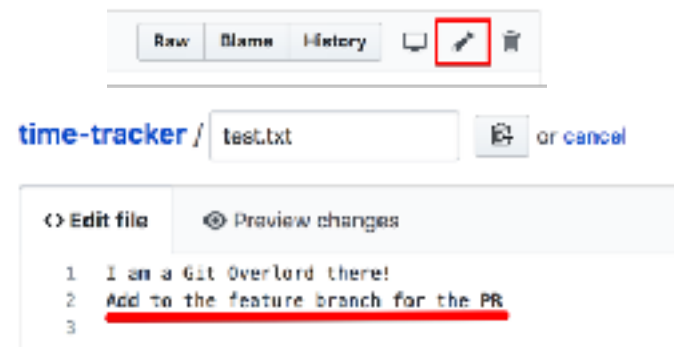 Raw Blame History
time-tracker / test.txt or cancel
<> Edit file Preview changes
1 I am a Git Overlord there!
2 Add to the feature branch for the PR
3